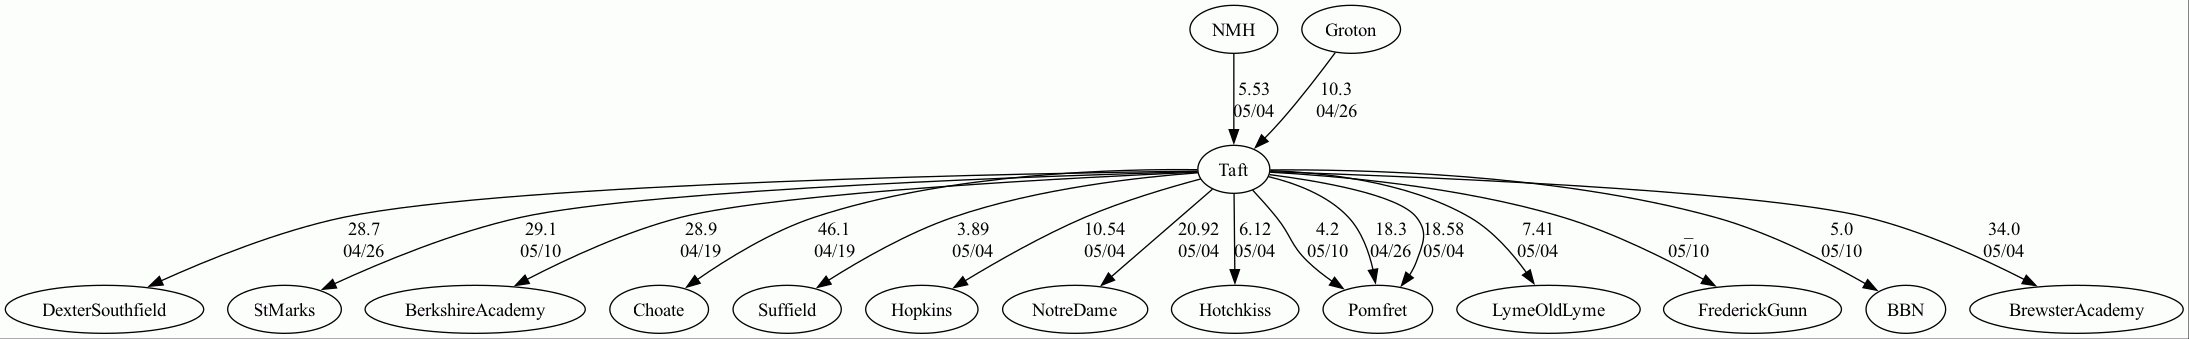 NMH
Groton
5.53
05/04
10.3
04/26
Taft
28.7
04/26
29.1
05/10
28.9
04/19
46.1
04/19
3.89
05/04
10.54
05/04
20.92
05/04
6.12
05/04
4.2
05/10
18.3
04/26
18.58
05/04
7.41
05/04
_
05/10
5.0
05/10
34.0
05/04
DexterSouthfield
StMarks
BerkshireAcademy
Choate
Suffield
Hopkins
NotreDame
Hotchkiss
Pomfret
LymeOldLyme
FrederickGunn
BBN
BrewsterAcademy